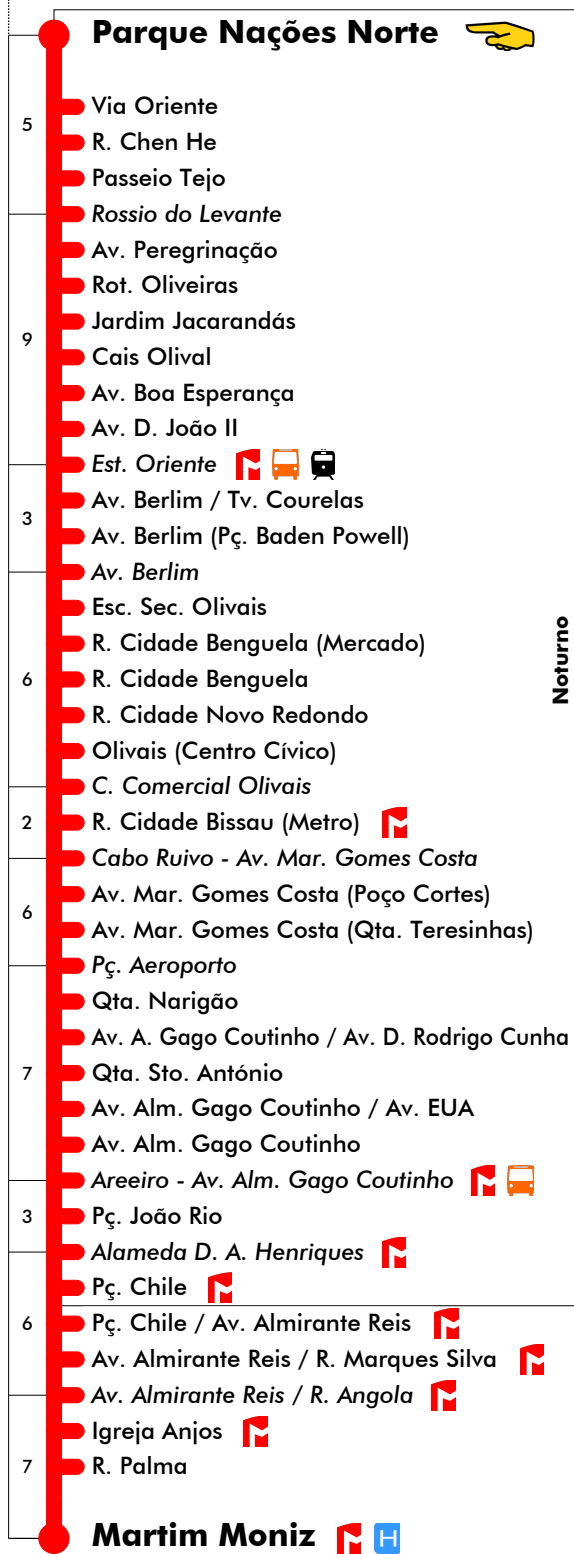 Parque Nações Norte
5
Via Oriente
R. Chen He
Passeio Tejo
Rossio do Levante
Av. Peregrinação
Rot. Oliveiras
9
Jardim Jacarandás
Cais Olival
Av. Boa Esperança
Av. D. João II
Est. Oriente
Av. Berlim / Tv. Courelas
3
Av. Berlim (Pç. Baden Powell)
Av. Berlim
Esc. Sec. Olivais
R. Cidade Benguela (Mercado)
Noturno
6
R. Cidade Benguela
R. Cidade Novo Redondo
Olivais (Centro Cívico)
C. Comercial Olivais
2
R. Cidade Bissau (Metro)
Cabo Ruivo - Av. Mar. Gomes Costa
Av. Mar. Gomes Costa (Poço Cortes)
6
Av. Mar. Gomes Costa (Qta. Teresinhas)
Pç. Aeroporto
Qta. Narigão
Av. A. Gago Coutinho / Av. D. Rodrigo Cunha
7
Qta. Sto. António
Av. Alm. Gago Coutinho / Av. EUA
Av. Alm. Gago Coutinho
Areeiro - Av. Alm. Gago Coutinho
3
Pç. João Rio
Alameda D. A. Henriques
Pç. Chile
6
Pç. Chile / Av. Almirante Reis
Av. Almirante Reis / R. Marques Silva
Av. Almirante Reis / R. Angola
Igreja Anjos
7
R. Palma
Martim Moniz H